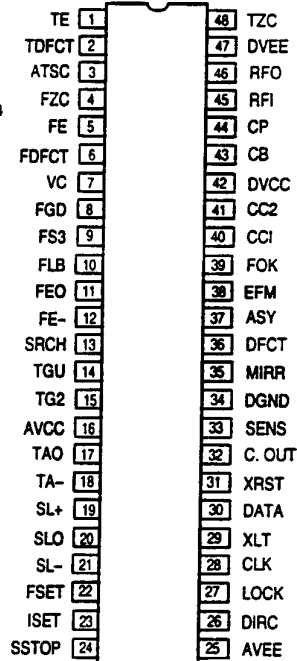 TE 1 48 TZC
TDFCT 2 47 DVEE
ATSC 3 46 RFO
FZC 4 45 RFI
FE 5 44 CP
FDFCT 6 43 CB
VC 7 42 DVCC
FGD 8 41 CC2
FS3 9 40 CCI
FLB 10 39 FOK
FEO 11 38 EFM
FE- 12 37 ASY
SRCH 13 36 DFCT
TGU 14 35 MIRR
TG2 15 34 DGND
AVCC 16 33 SENS
TAO 17 32 C. OUT
TA- 18 31 XRST
SL+ 19 30 DATA
SLO 20 29 XLT
SL- 21 28 CLK
FSET 22 27 LOCK
ISET 23 26 DIRC
SSTOP 24 25 AVEE